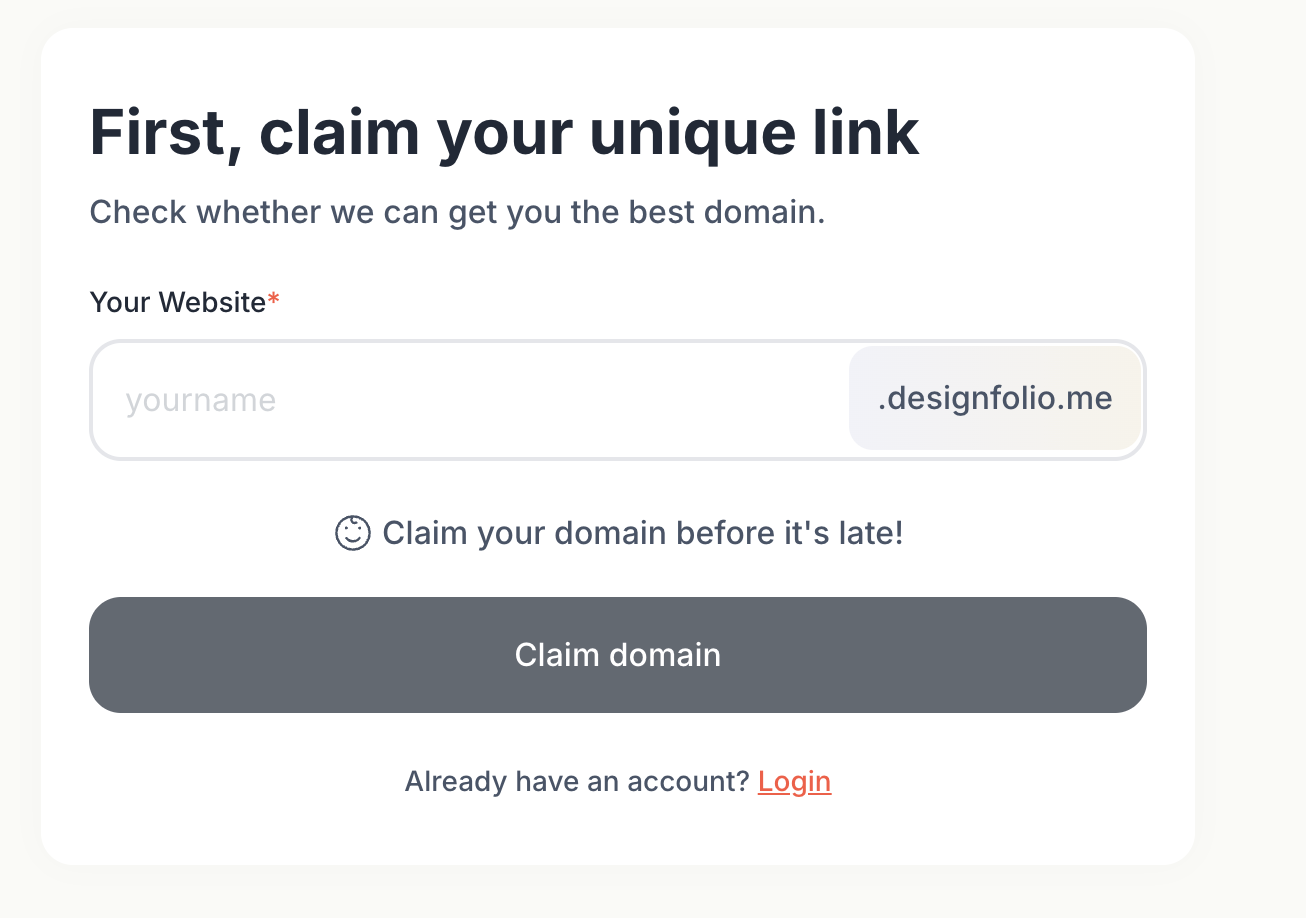 First, claim your unique link
Check whether we can get you the best domain.
Your Website*
yourname .designfolio.me
Claim your domain before it's late!
Claim domain
Already have an account? Login